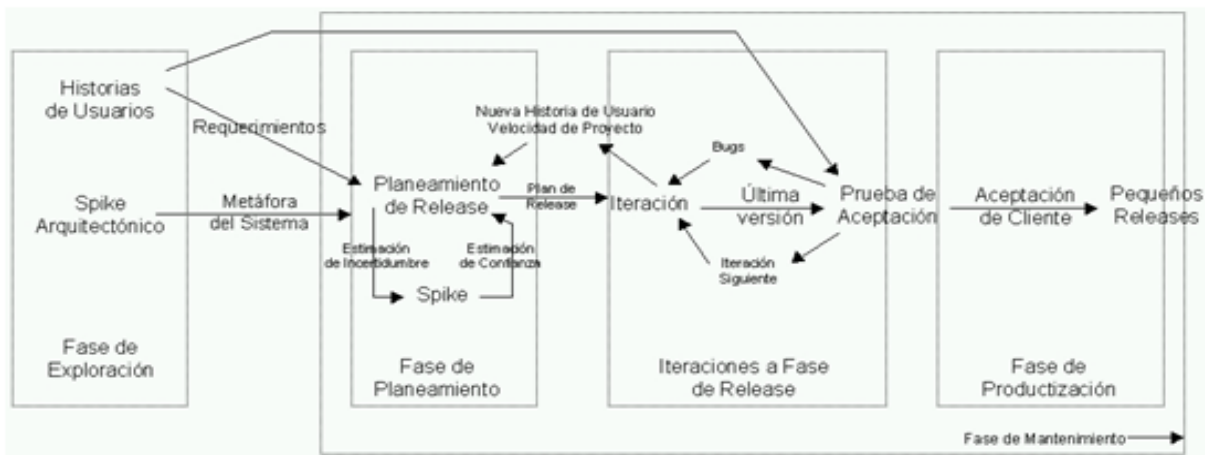 Historias
de Usuarios
Requerimientos
Spike
Arquitectónico
Metáfora
del Sistema
Fase de
Exploración
Nueva Historia de Usuario
Velocidad de Proyecto
Planeamiento
de Release
Plan de
Release
Estimación
de Incertidumbre
Estimación
de Confianza
Spike
Fase de
Planeamiento
Bugs
Iteración
Última
versión
Prueba de
Aceptación
Iteración
Siguiente
Iteraciones a Fase
de Release
Aceptación
de Cliente
Pequeños
Releases
Fase de
Productización
Fase de Mantenimiento